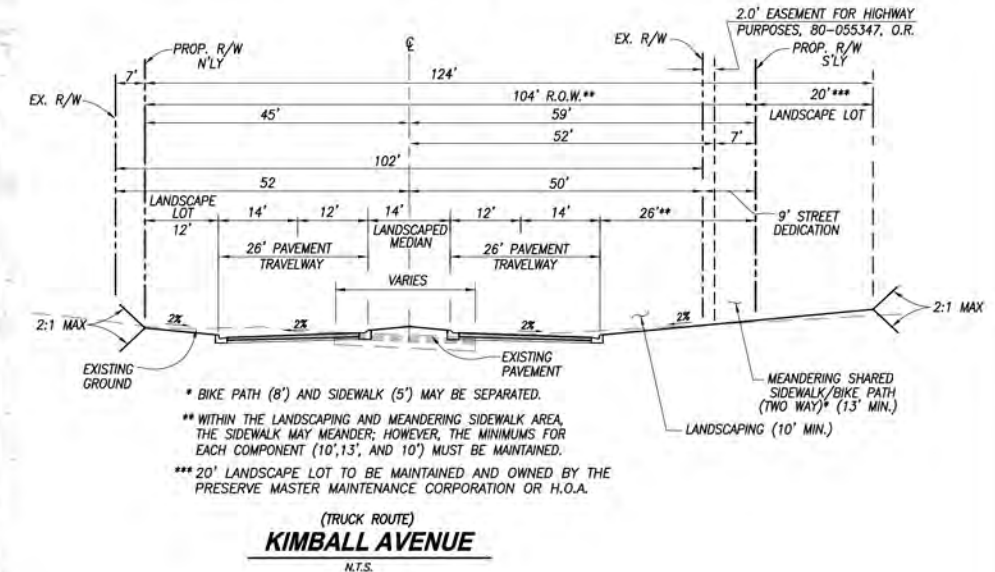 2.0' EASEMENT FOR HIGHWAY
PURPOSES, 80-055347, O.R.
PROP. R/W
N'LY
℄
EX. R/W
PROP. R/W
S'LY
7'
124'
EX. R/W
104' R.O.W.**
20'***
45'
59'
LANDSCAPE LOT
52'
7'
102'
52
50'
LANDSCAPE
LOT
12'
14'
12'
14'
LANDSCAPED
MEDIAN
12'
14'
26'**
9' STREET
DEDICATION
26' PAVEMENT
TRAVELWAY
26' PAVEMENT
TRAVELWAY
VARIES
2:1 MAX
2%
2%
2%
2%
2:1 MAX
EXISTING
GROUND
EXISTING
PAVEMENT
MEANDERING SHARED
SIDEWALK/BIKE PATH
(TWO WAY)* (13' MIN.)
LANDSCAPING (10' MIN.)
* BIKE PATH (8') AND SIDEWALK (5') MAY BE SEPARATED.
** WITHIN THE LANDSCAPING AND MEANDERING SIDEWALK AREA,
THE SIDEWALK MAY MEANDER; HOWEVER, THE MINIMUMS FOR
EACH COMPONENT (10',13', AND 10') MUST BE MAINTAINED.
*** 20' LANDSCAPE LOT TO BE MAINTAINED AND OWNED BY THE
PRESERVE MASTER MAINTENANCE CORPORATION OR H.O.A.
(TRUCK ROUTE)
KIMBALL AVENUE
N.T.S.